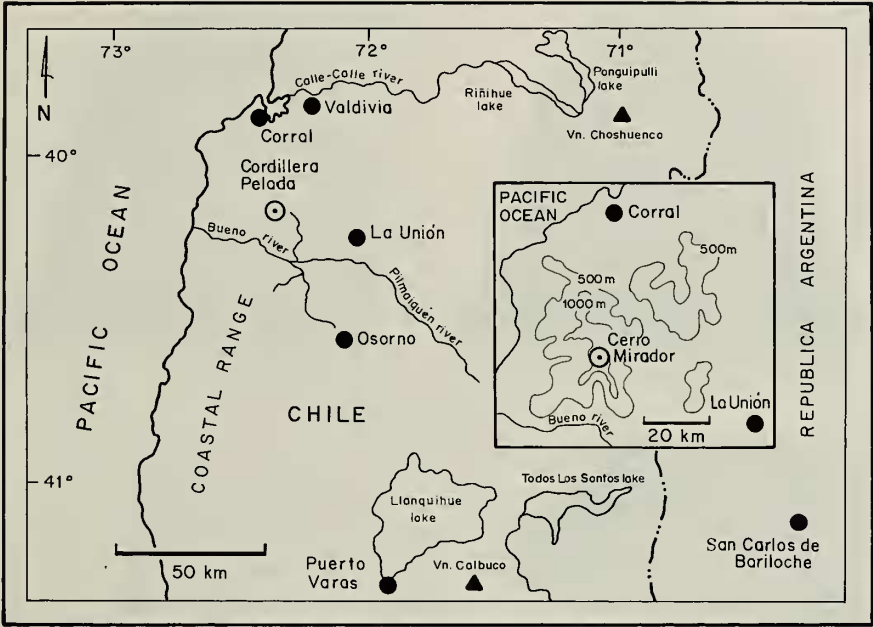 73°
72°
71°
N
Calle-Calle river
Valdivia
Corral
Riñihue
lake
Ponguipulli
lake
Vn. Choshuenco
40°
Cordillera
Pelada
La Unión
Bueno river
Pilmaiquen river
Osorno
PACIFIC OCEAN
COASTAL RANGE
CHILE
PACIFIC
OCEAN
Corral
500m
500m
1000m
Cerro
Mirador
La Unión
Bueno river
20 km
REPUBLICA ARGENTINA
41°
Llanquihue
lake
Todos Los Santos lake
50 km
Puerto
Varas
Vn. Calbuco
San Carlos de
Bariloche